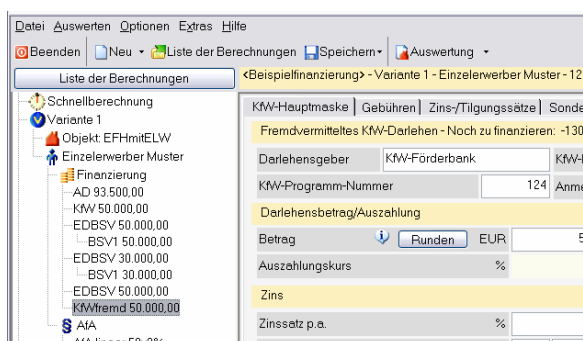 Datei Auswerten Optionen Extras Hilfe
Beenden Neu Liste der Berechnungen Speichern Auswertung
Liste der Berechnungen
<Beispielfinanzierung> - Variante 1 - Einzelerwerber Muster - 12
Schnellberechnung
Variante 1
Objekt: EFHmitELW
Einzelerwerber Muster
Finanzierung
AD 93.500,00
KfW 50.000,00
EDBSV 50.000,00
BSV1 50.000,00
EDBSV 30.000,00
BSV1 30.000,00
EDBSV 50.000,00
KfWfremd 50.000,00
AfA
KfW-Hauptmaske Gebühren Zins-/Tilgungssätze Sonde
Fremdvermitteltes KfW-Darlehen - Noch zu finanzieren: -130
Darlehensgeber KfW-Förderbank KfW-
KfW-Programm-Nummer 124 Anme
Darlehensbetrag/Auszahlung
Betrag Runden EUR 5
Auszahlungskurs %
Zins
Zinssatz p.a. %